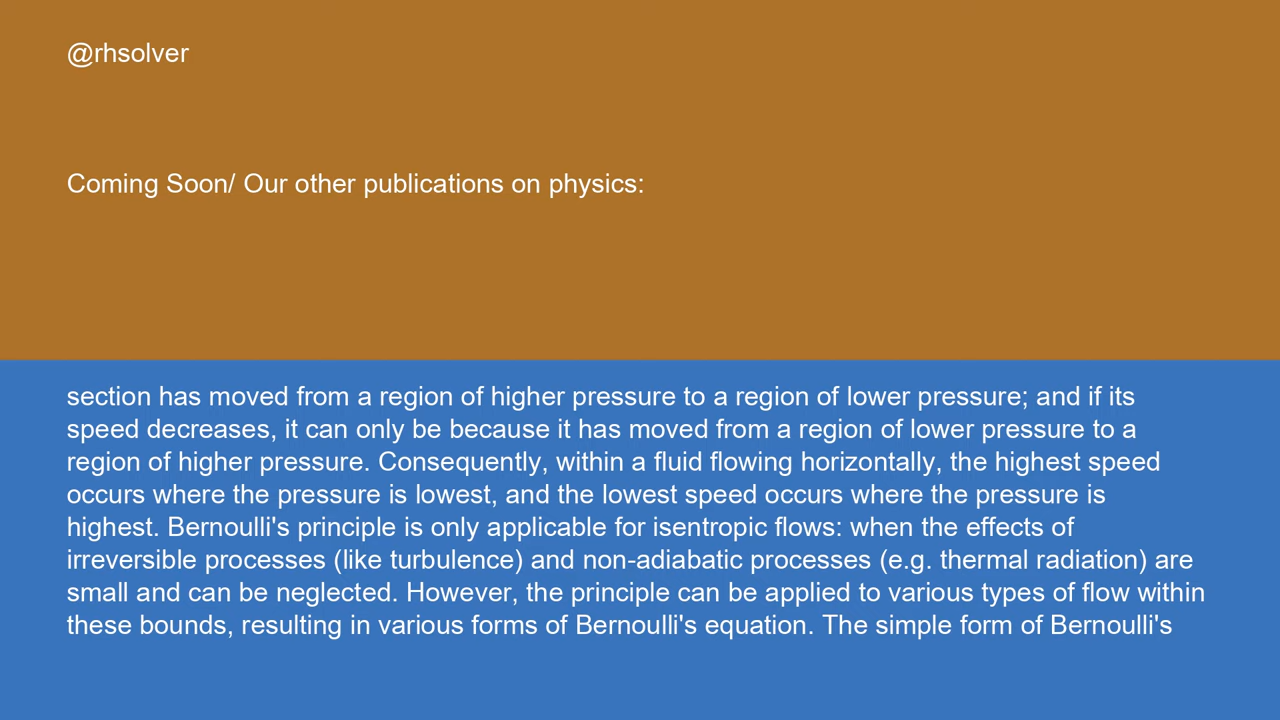 @rhsolver
Coming Soon/ Our other publications on physics:
section has moved from a region of higher pressure to a region of lower pressure; and if its
speed decreases, it can only be because it has moved from a region of lower pressure to a
region of higher pressure. Consequently, within a fluid flowing horizontally, the highest speed
occurs where the pressure is lowest, and the lowest speed occurs where the pressure is
highest. Bernoulli's principle is only applicable for isentropic flows: when the effects of
irreversible processes (like turbulence) and non-adiabatic processes (e.g. thermal radiation) are
small and can be neglected. However, the principle can be applied to various types of flow within
these bounds, resulting in various forms of Bernoulli's equation. The simple form of Bernoulli's